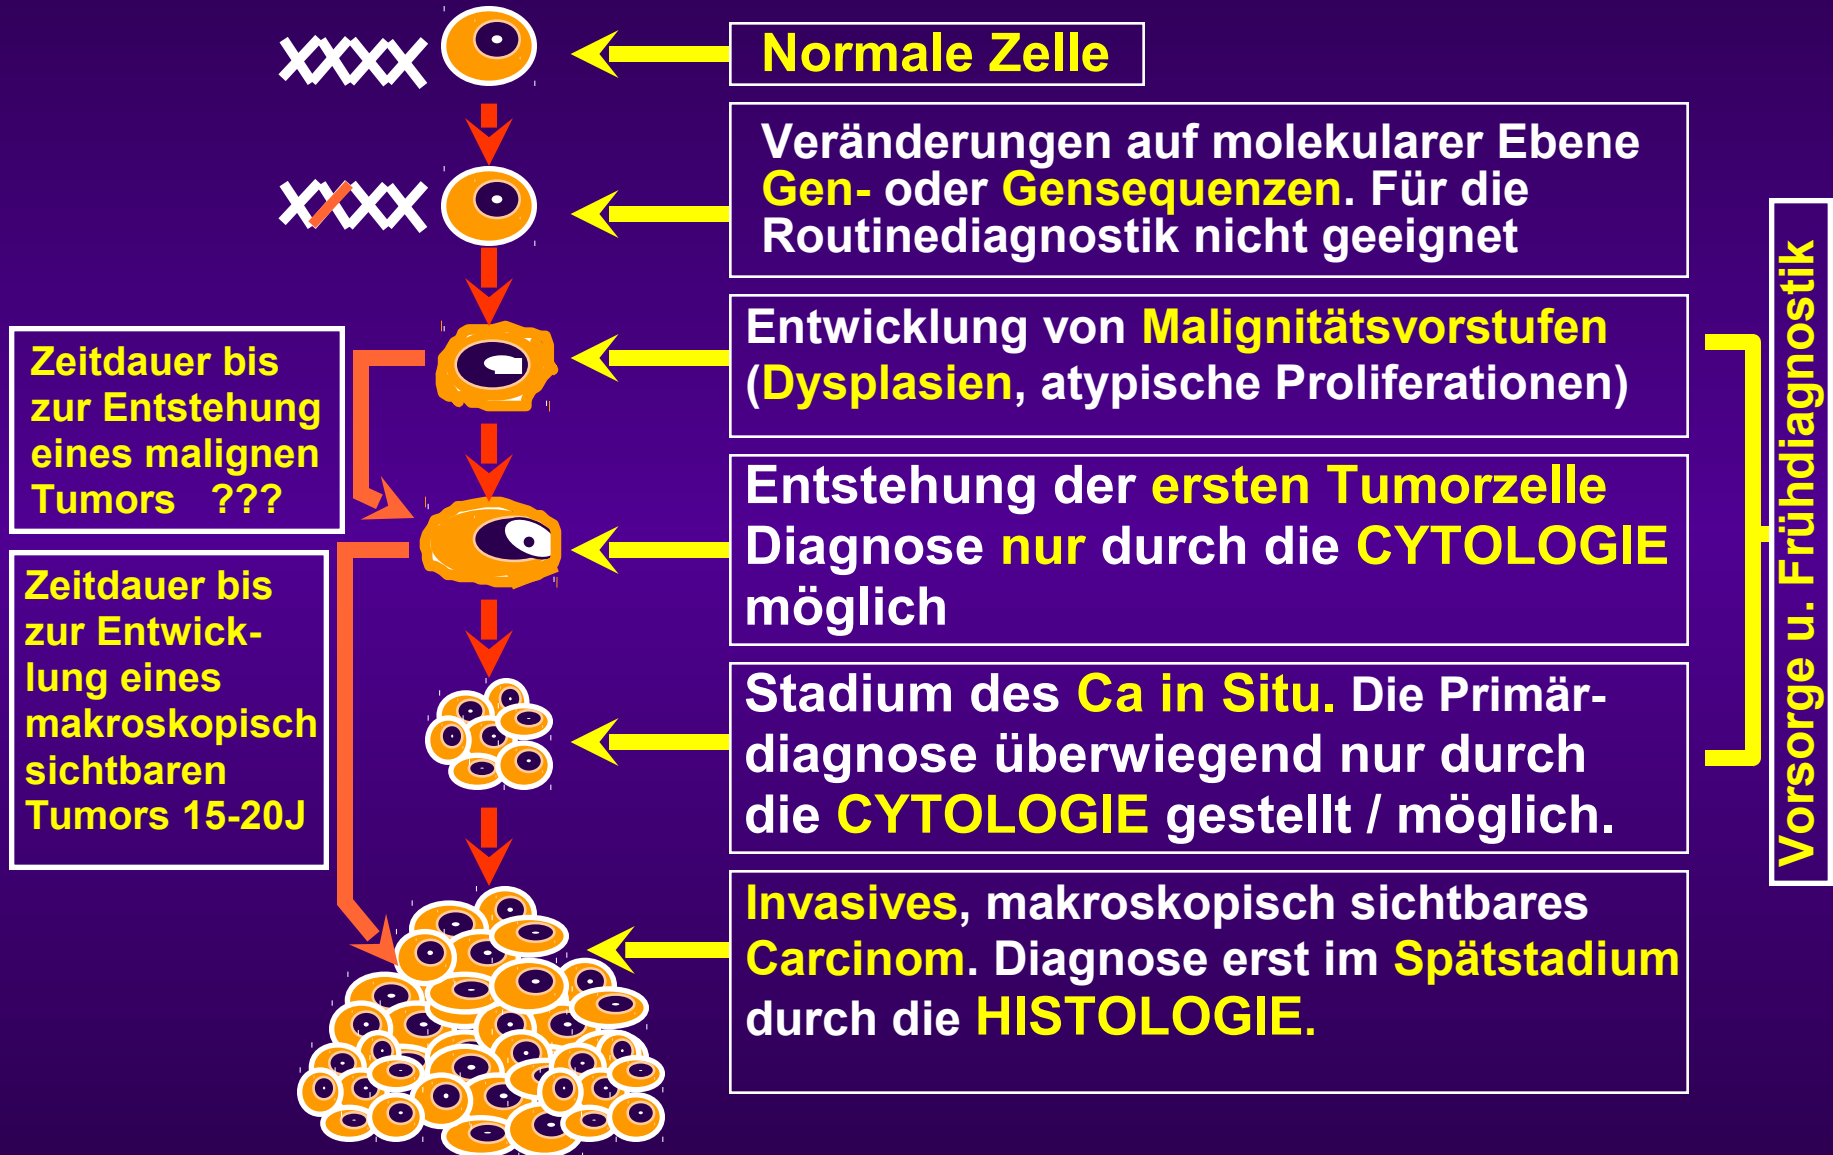 Normale Zelle
Veränderungen auf molekularer Ebene
Gen- oder Gensequenzen. Für die
Routinediagnostik nicht geeignet
Entwicklung von Malignitätsvorstufen
(Dysplasien, atypische Proliferationen)
Zeitdauer bis
zur Entstehung
eines malignen
Tumors ???
Entstehung der ersten Tumorzelle
Diagnose nur durch die CYTOLOGIE
möglich
Zeitdauer bis
zur Entwick-
lung eines
makroskopisch
sichtbaren
Tumors 15-20J
Stadium des Ca in Situ. Die Primär-
diagnose überwiegend nur durch
die CYTOLOGIE gestellt / möglich.
Invasives, makroskopisch sichtbares
Carcinom. Diagnose erst im Spätstadium
durch die HISTOLOGIE.
Vorsorge u. Frühdiagnostik